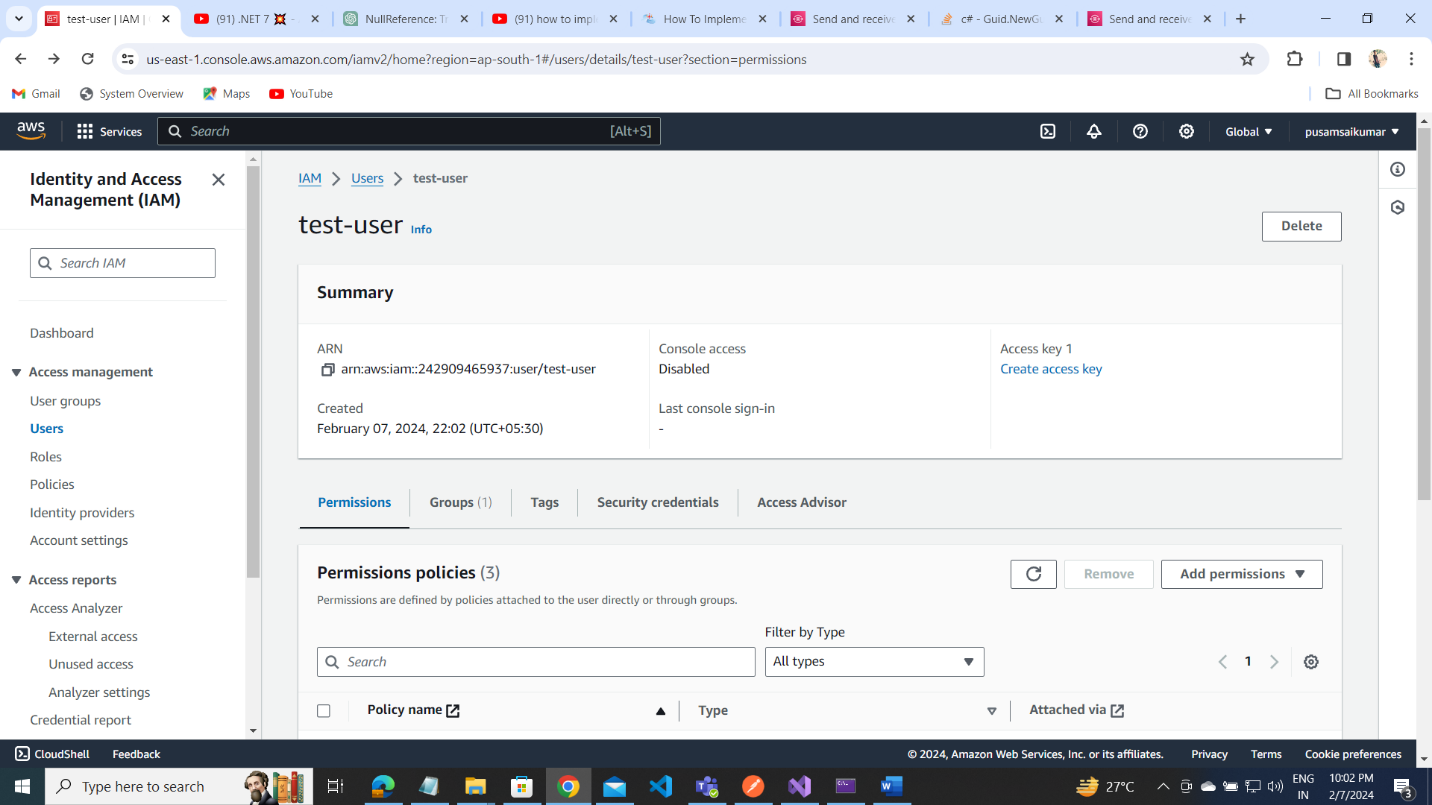 test-user | IAM |
(91) .NET 7 💥 -
NullReference: Tr
(91) how to impl
How To Impleme
Send and receive
c# - Guid.NewGu
Send and receive
us-east-1.console.aws.amazon.com/iamv2/home?region=ap-south-1#/users/details/test-user?section=permissions
Gmail
System Overview
Maps
YouTube
All Bookmarks
aws
Services
Search
[Alt+S]
Global
pusamsaikumar
Identity and Access
Management (IAM)
Search IAM
Dashboard
Access management
User groups
Users
Roles
Policies
Identity providers
Account settings
Access reports
Access Analyzer
External access
Unused access
Analyzer settings
Credential report
IAM
Users
test-user
test-user Info
Delete
Summary
ARN
arn:aws:iam::242909465937:user/test-user
Created
February 07, 2024, 22:02 (UTC+05:30)
Console access
Disabled
Last console sign-in
-
Access key 1
Create access key
Permissions
Groups (1)
Tags
Security credentials
Access Advisor
Permissions policies (3)
Permissions are defined by policies attached to the user directly or through groups.
Remove
Add permissions
Filter by Type
Search
All types
1
Policy name
Type
Attached via
CloudShell
Feedback
© 2024, Amazon Web Services, Inc. or its affiliates.
Privacy
Terms
Cookie preferences
Type here to search
27°C
ENG
IN
10:02 PM
2/7/2024
3